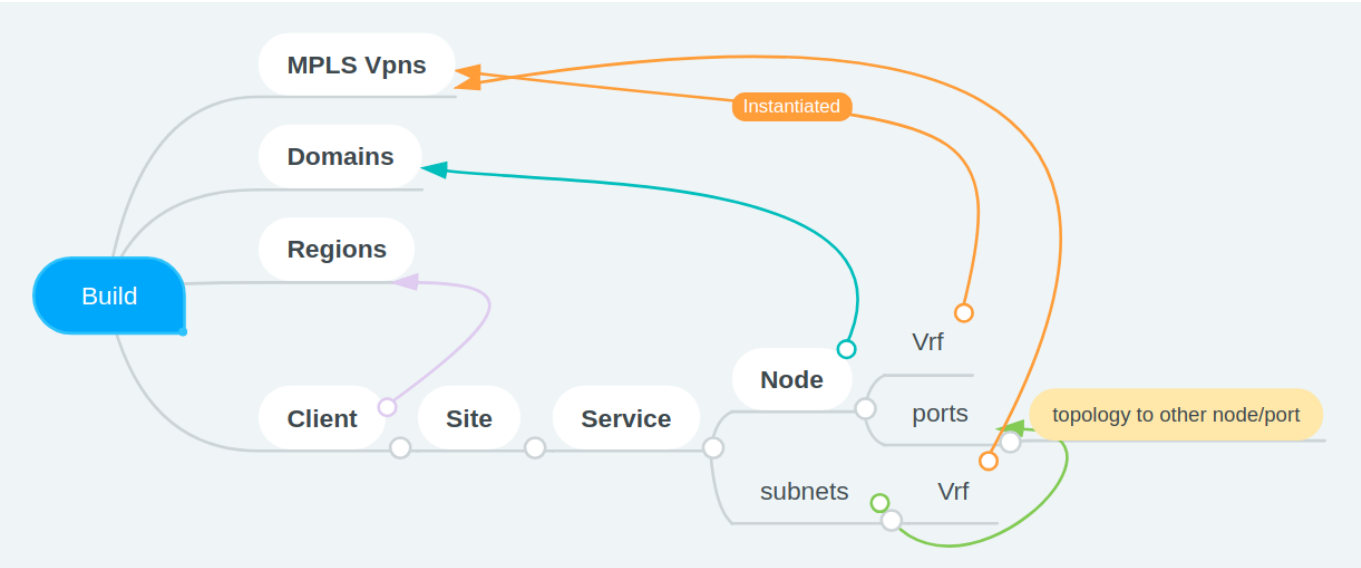 MPLS Vpns
Instantiated
Domains
Regions
Build
Vrf
Node
Client
Site
Service
ports
topology to other node/port
subnets
Vrf